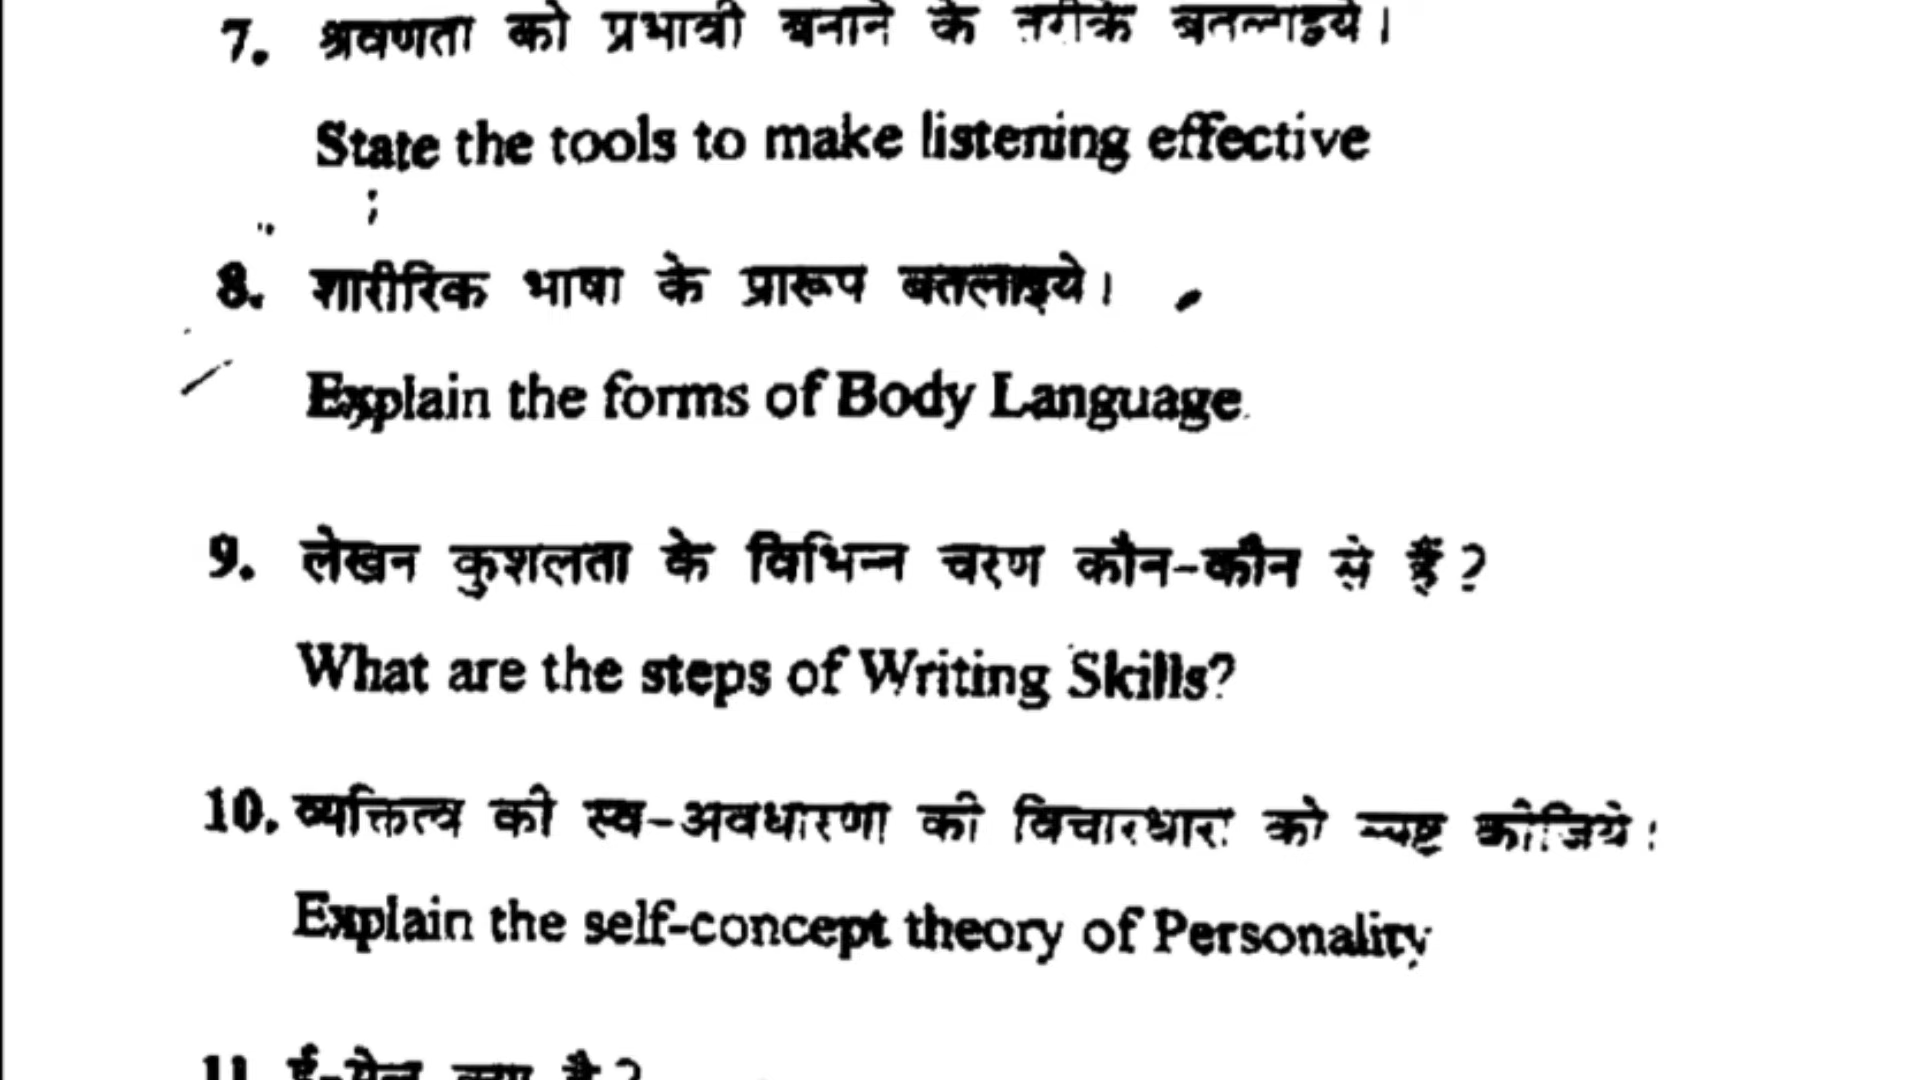 7. श्रवणता को प्रभावी बनाने के तरीके बतलाइये।
State the tools to make listening effective
8. शारीरिक भाषा के प्रारूप बतलाइये।
Explain the forms of Body Language.
9. लेखन कुशलता के विभिन्न चरण कौन-कौन से हैं?
What are the steps of Writing Skills?
10. व्यक्तित्व की स्व-अवधारणा की विचारधारा को स्पष्ट कीजिये।
Explain the self-concept theory of Personality
11. ई-मेल क्या है?